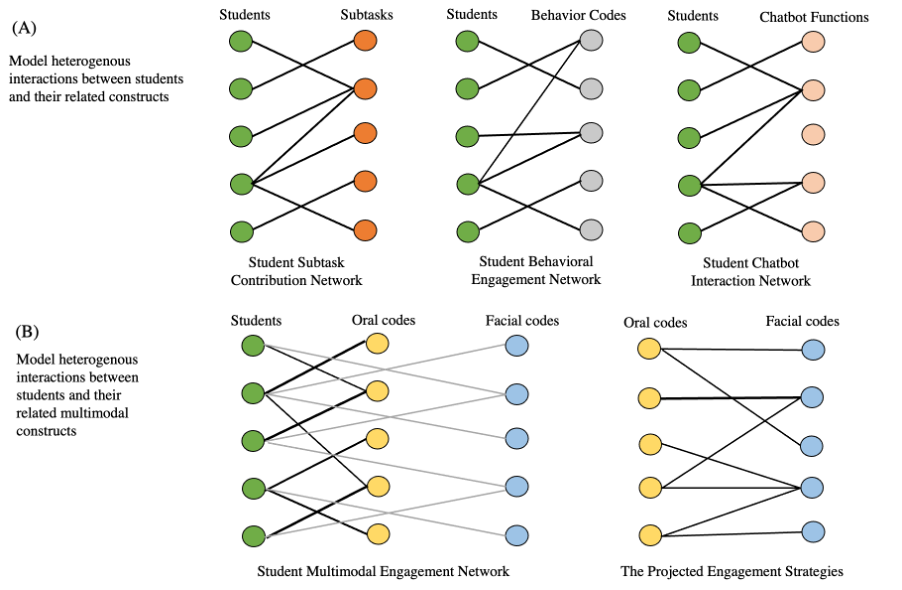 (A)
Model heterogenous
interactions between students
and their related constructs
Students
Subtasks
Student Subtask
Contribution Network
Students
Behavior Codes
Student Behavioral
Engagement Network
Students
Chatbot Functions
Student Chatbot
Interaction Network
(B)
Model heterogenous
interactions between
students and their
related multimodal
constructs
Students
Oral codes
Facial codes
Student Multimodal Engagement Network
Oral codes
Facial codes
The Projected Engagement Strategies